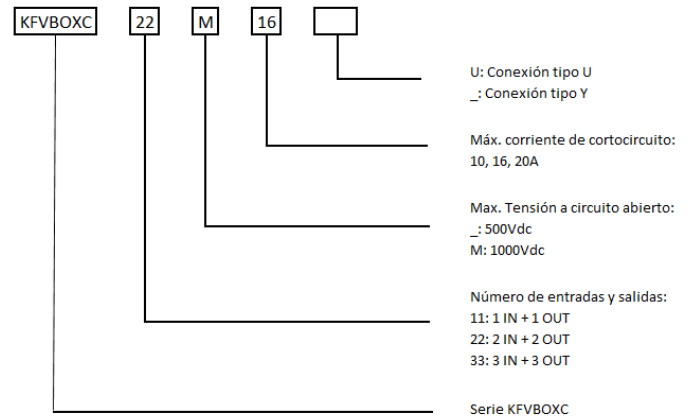 KFVBOXC 22 M 16
U: Conexión tipo U
_: Conexión tipo Y
Máx. corriente de cortocircuito:
10, 16, 20A
Max. Tensión a circuito abierto:
_: 500Vdc
M: 1000Vdc
Número de entradas y salidas:
11: 1 IN + 1 OUT
22: 2 IN + 2 OUT
33: 3 IN + 3 OUT
Serie KFVBOXC